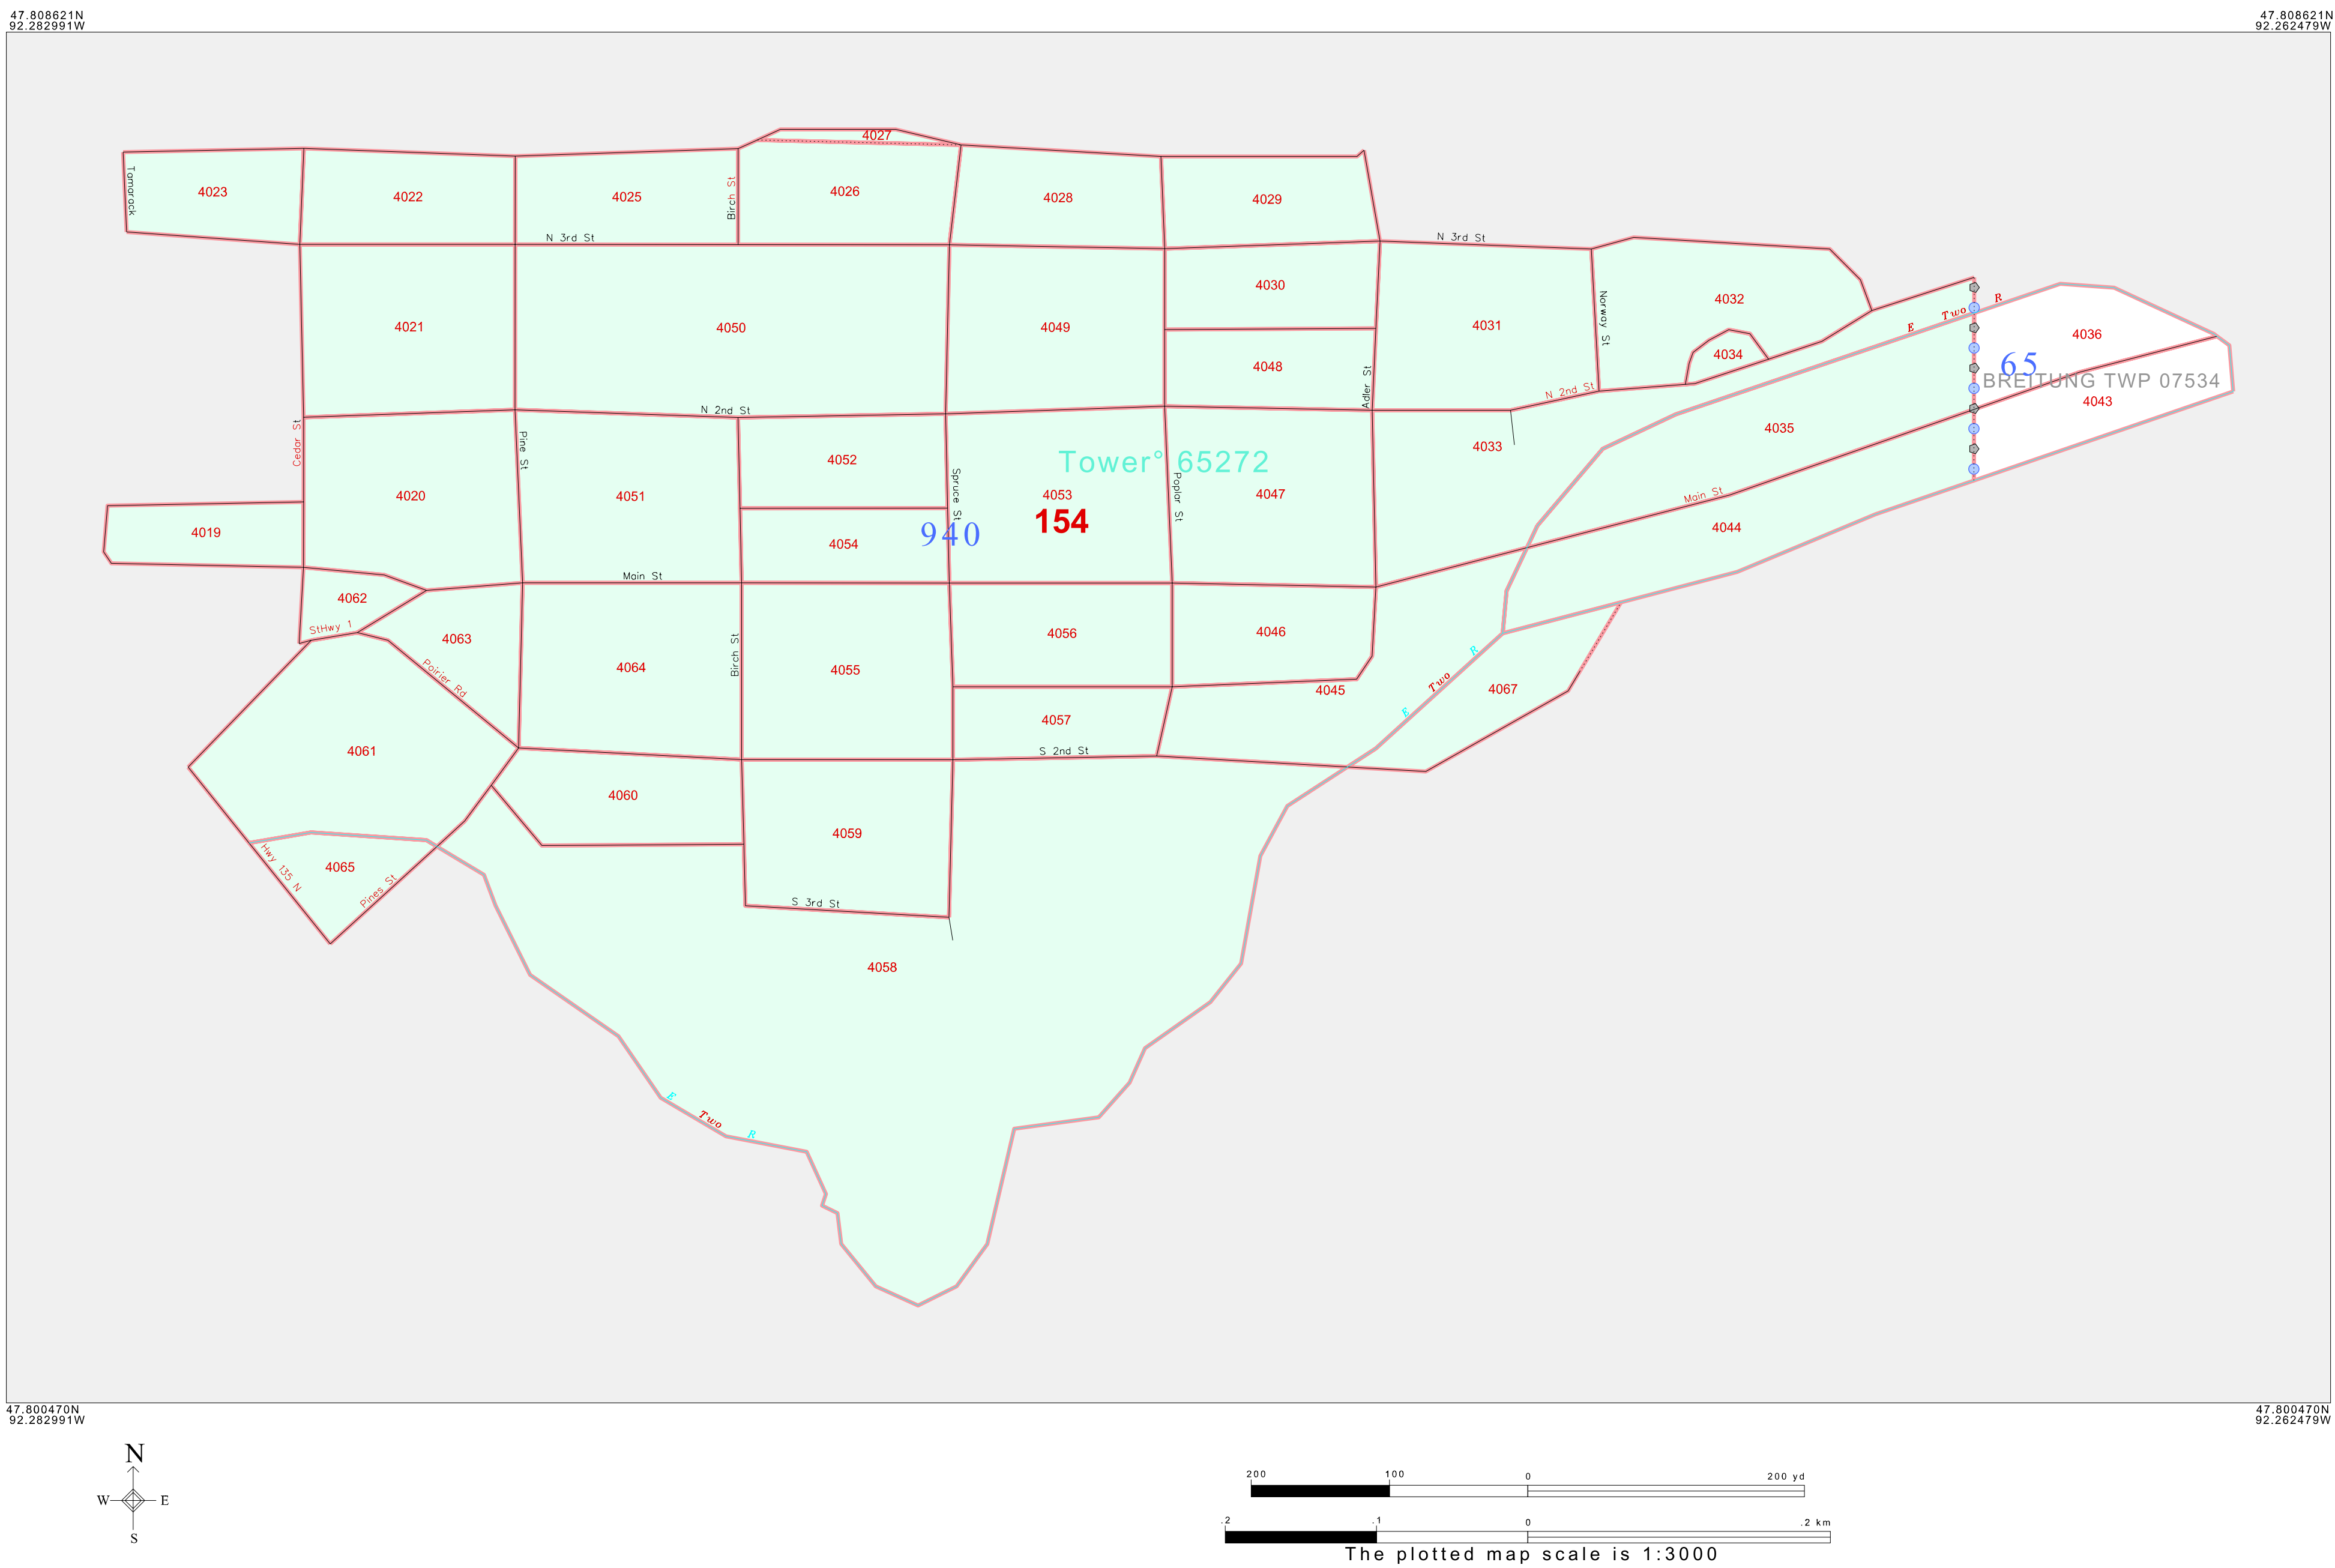 47.808621N
92.282991W
47.808621N
92.262479W
4027
4023
4022
4025
4026
4028
4029
Tamarack
Birch St
N 3rd St
N 3rd St
4021
4050
4049
4030
4048
4031
4032
4034
Norway St
Adler St
E Two R
4036
65
BREITUNG TWP 07534
4043
N 2nd St
N 2nd St
Cedar St
Pine St
4020
4051
4052
4054
Spruce St
Tower° 65272
4053
154
940
Poplar St
4047
4033
4035
Main St
4044
4019
Main St
4062
StHwy 1
4063
Poirier Rd
4064
Birch St
4055
4056
4046
4045
E Two R
4067
4057
S 2nd St
4061
4060
4059
4065
Hwy 135 N
Pines St
S 3rd St
4058
E Two R
47.800470N
92.282991W
47.800470N
92.262479W
N
W E
S
200 100 0 200 yd
.2 .1 0 .2 km
The plotted map scale is 1:3000